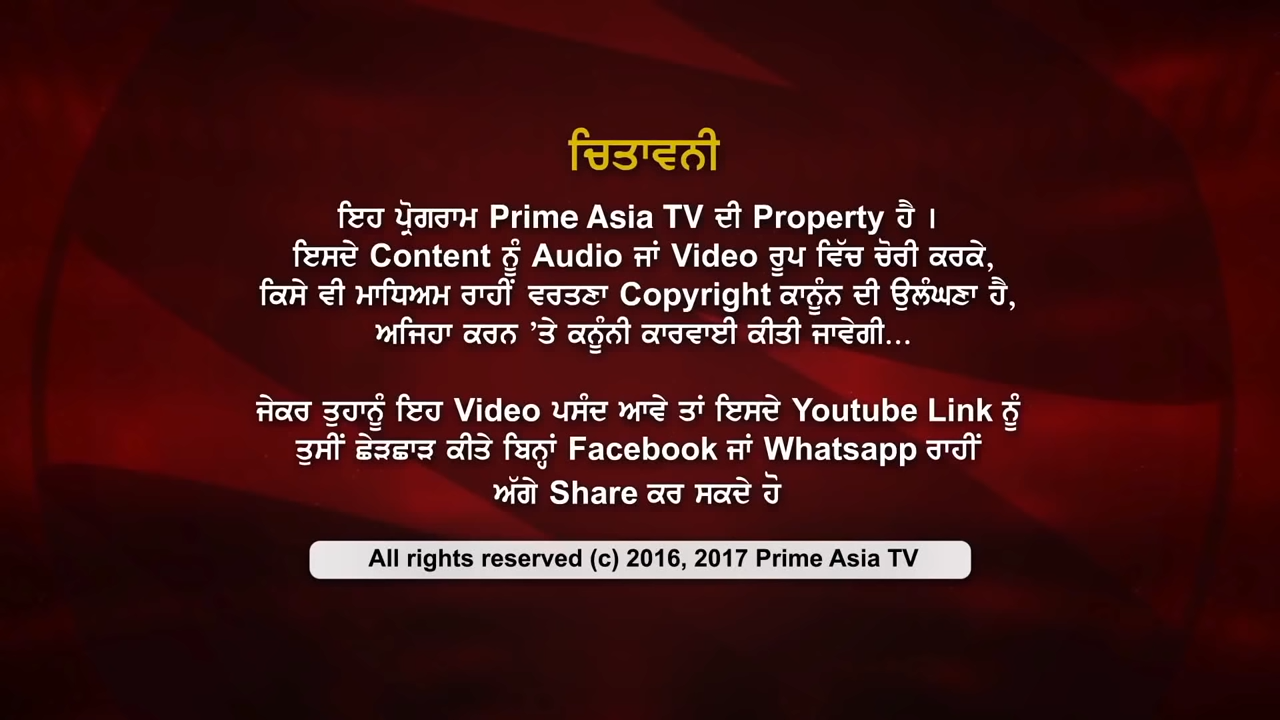 ਚਿਤਾਵਨੀ
ਇਹ ਪ੍ਰੋਗਰਾਮ Prime Asia TV ਦੀ Property ਹੈ ।
ਇਸਦੇ Content ਨੂੰ Audio ਜਾਂ Video ਰੂਪ ਵਿੱਚ ਚੋਰੀ ਕਰਕੇ,
ਕਿਸੇ ਵੀ ਮਾਧਿਅਮ ਰਾਹੀਂ ਵਰਤਣਾ Copyright ਕਾਨੂੰਨ ਦੀ ਉਲੰਘਣਾ ਹੈ,
ਅਜਿਹਾ ਕਰਨ ’ਤੇ ਕਨੂੰਨੀ ਕਾਰਵਾਈ ਕੀਤੀ ਜਾਵੇਗੀ...
ਜੇਕਰ ਤੁਹਾਨੂੰ ਇਹ Video ਪਸੰਦ ਆਵੇ ਤਾਂ ਇਸਦੇ Youtube Link ਨੂੰ
ਤੁਸੀਂ ਛੇੜਛਾੜ ਕੀਤੇ ਬਿਨ੍ਹਾਂ Facebook ਜਾਂ Whatsapp ਰਾਹੀਂ
ਅੱਗੇ Share ਕਰ ਸਕਦੇ ਹੋ
All rights reserved (c) 2016, 2017 Prime Asia TV